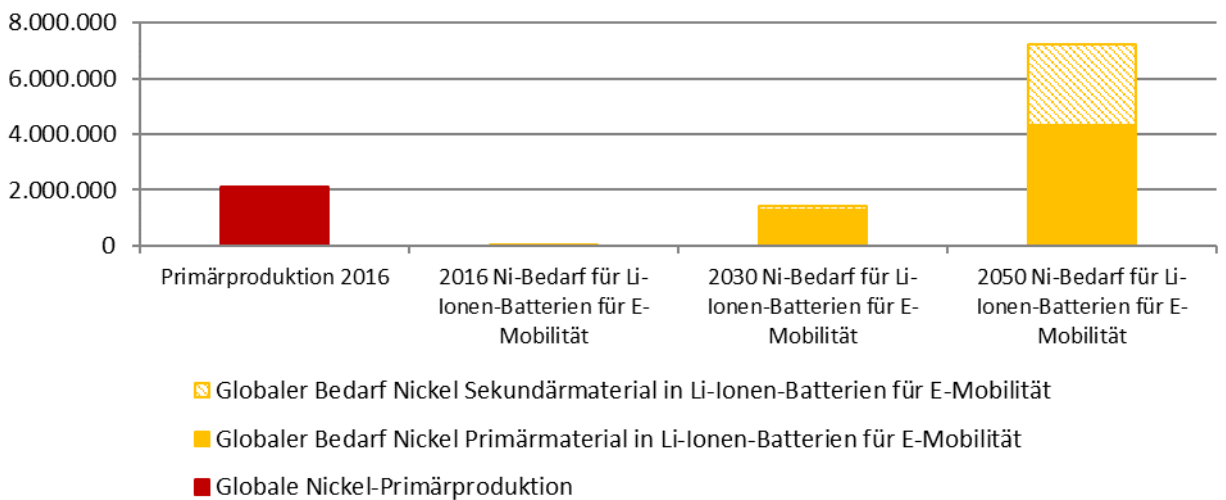 8.000.000
6.000.000
4.000.000
2.000.000
0
Primärproduktion 2016
2016 Ni-Bedarf für Li-
Ionen-Batterien für E-
Mobilität
2030 Ni-Bedarf für Li-
Ionen-Batterien für E-
Mobilität
2050 Ni-Bedarf für Li-
Ionen-Batterien für E-
Mobilität
Globaler Bedarf Nickel Sekundärmaterial in Li-Ionen-Batterien für E-Mobilität
Globaler Bedarf Nickel Primärmaterial in Li-Ionen-Batterien für E-Mobilität
Globale Nickel-Primärproduktion